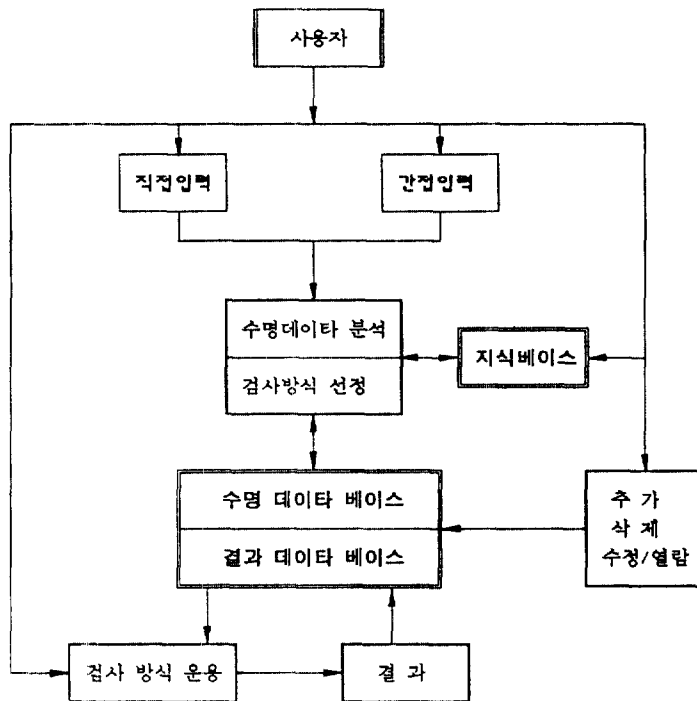 사용자
직접입력
간접입력
수명데이타 분석
검사방식 선정
지식베이스
수명 데이타 베이스
결과 데이타 베이스
추 가
삭 제
수정/열람
검사 방식 운용
결 과